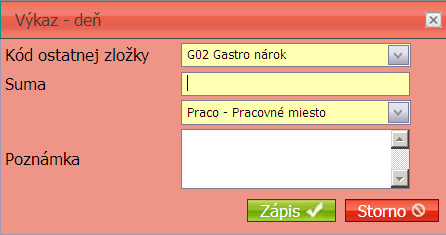 Výkaz - deň
Kód ostatnej zložky G02 Gastro nárok
Suma
Praco - Pracovné miesto
Poznámka
Zápis Storno